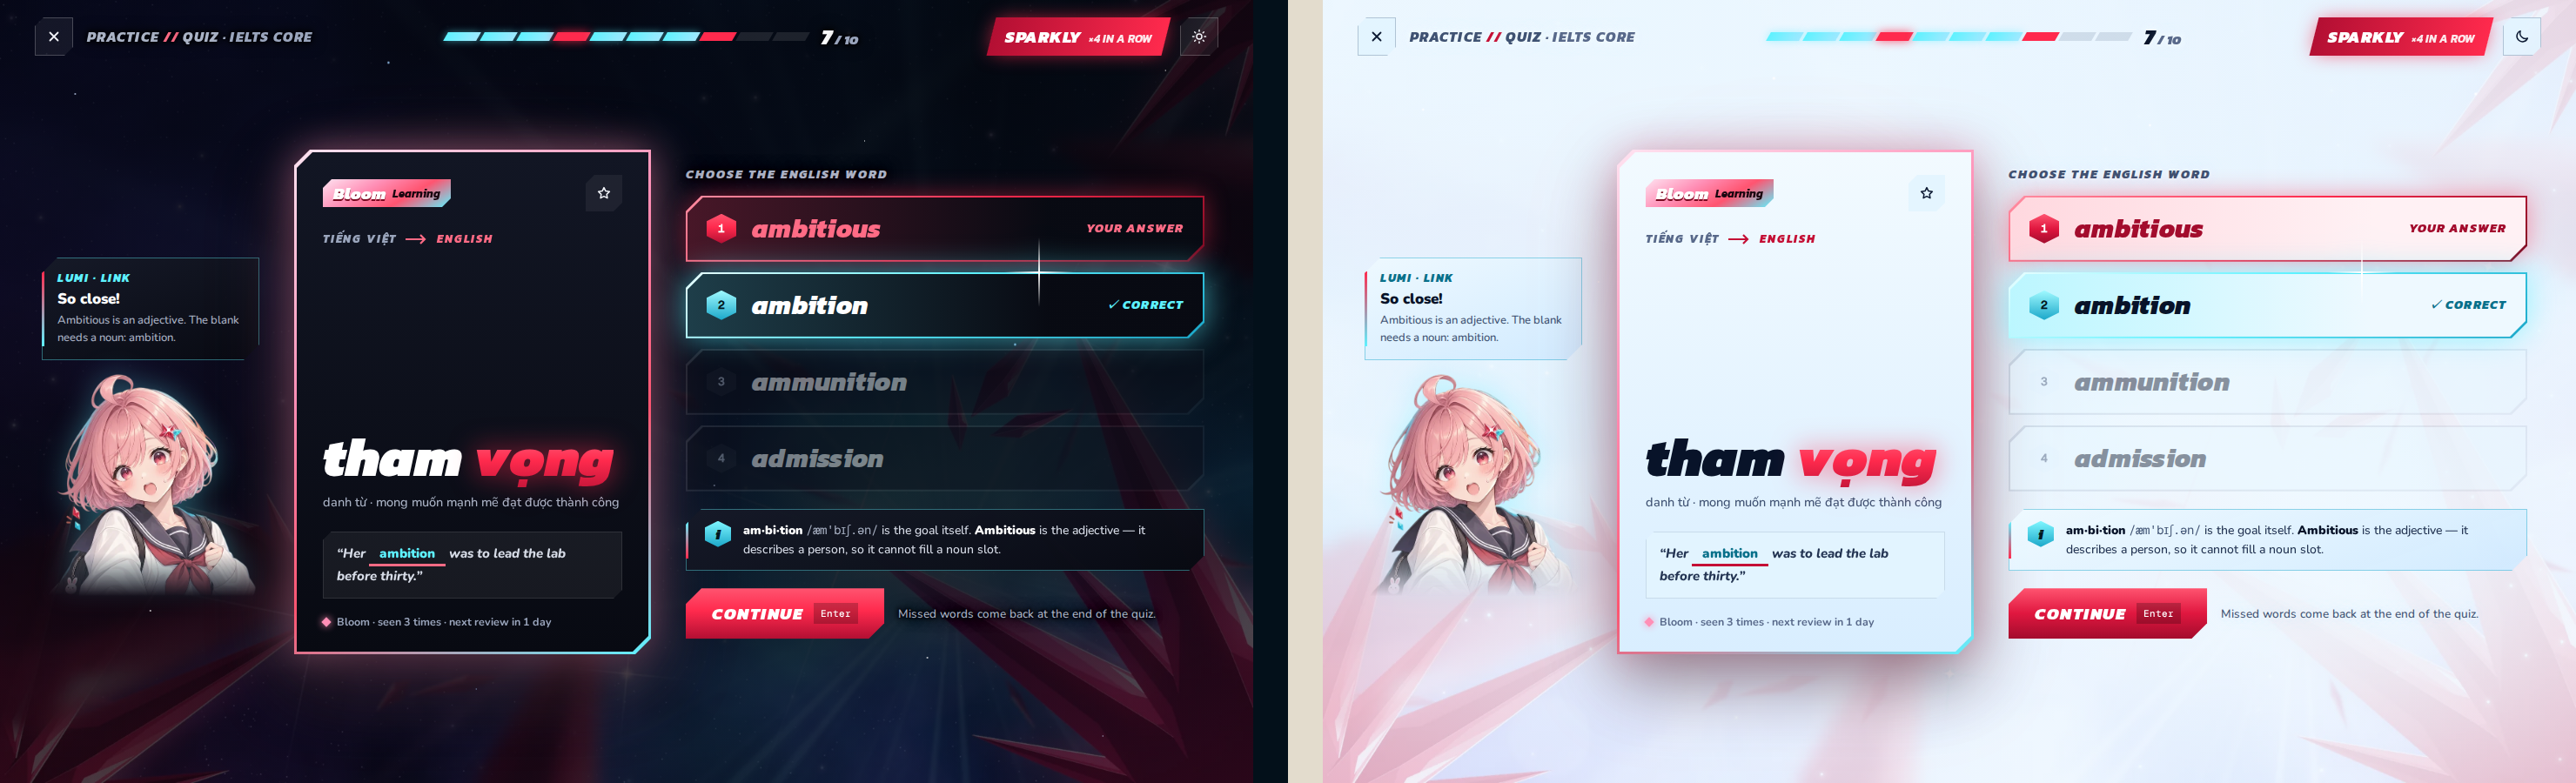 PRACTICE // QUIZ · IELTS CORE
7 / 10
SPARKLY ×4 IN A ROW
LUMI · LINK
So close!
Ambitious is an adjective. The blank
needs a noun: ambition.
Bloom Learning
TIẾNG VIỆT → ENGLISH
tham vọng
danh từ · mong muốn mạnh mẽ đạt được thành công
“Her ambition was to lead the lab
before thirty.”
Bloom · seen 3 times · next review in 1 day
CHOOSE THE ENGLISH WORD
1 ambitious YOUR ANSWER
2 ambition ✓ CORRECT
3 ammunition
4 admission
am·bi·tion /æmˈbɪʃ.ən/ is the goal itself. Ambitious is the adjective — it
describes a person, so it cannot fill a noun slot.
CONTINUE Enter
Missed words come back at the end of the quiz.
PRACTICE // QUIZ · IELTS CORE
7 / 10
SPARKLY ×4 IN A ROW
LUMI · LINK
So close!
Ambitious is an adjective. The blank
needs a noun: ambition.
Bloom Learning
TIẾNG VIỆT → ENGLISH
tham vọng
danh từ · mong muốn mạnh mẽ đạt được thành công
“Her ambition was to lead the lab
before thirty.”
Bloom · seen 3 times · next review in 1 day
CHOOSE THE ENGLISH WORD
1 ambitious YOUR ANSWER
2 ambition ✓ CORRECT
3 ammunition
4 admission
am·bi·tion /æmˈbɪʃ.ən/ is the goal itself. Ambitious is the adjective — it
describes a person, so it cannot fill a noun slot.
CONTINUE Enter
Missed words come back at the end of the quiz.